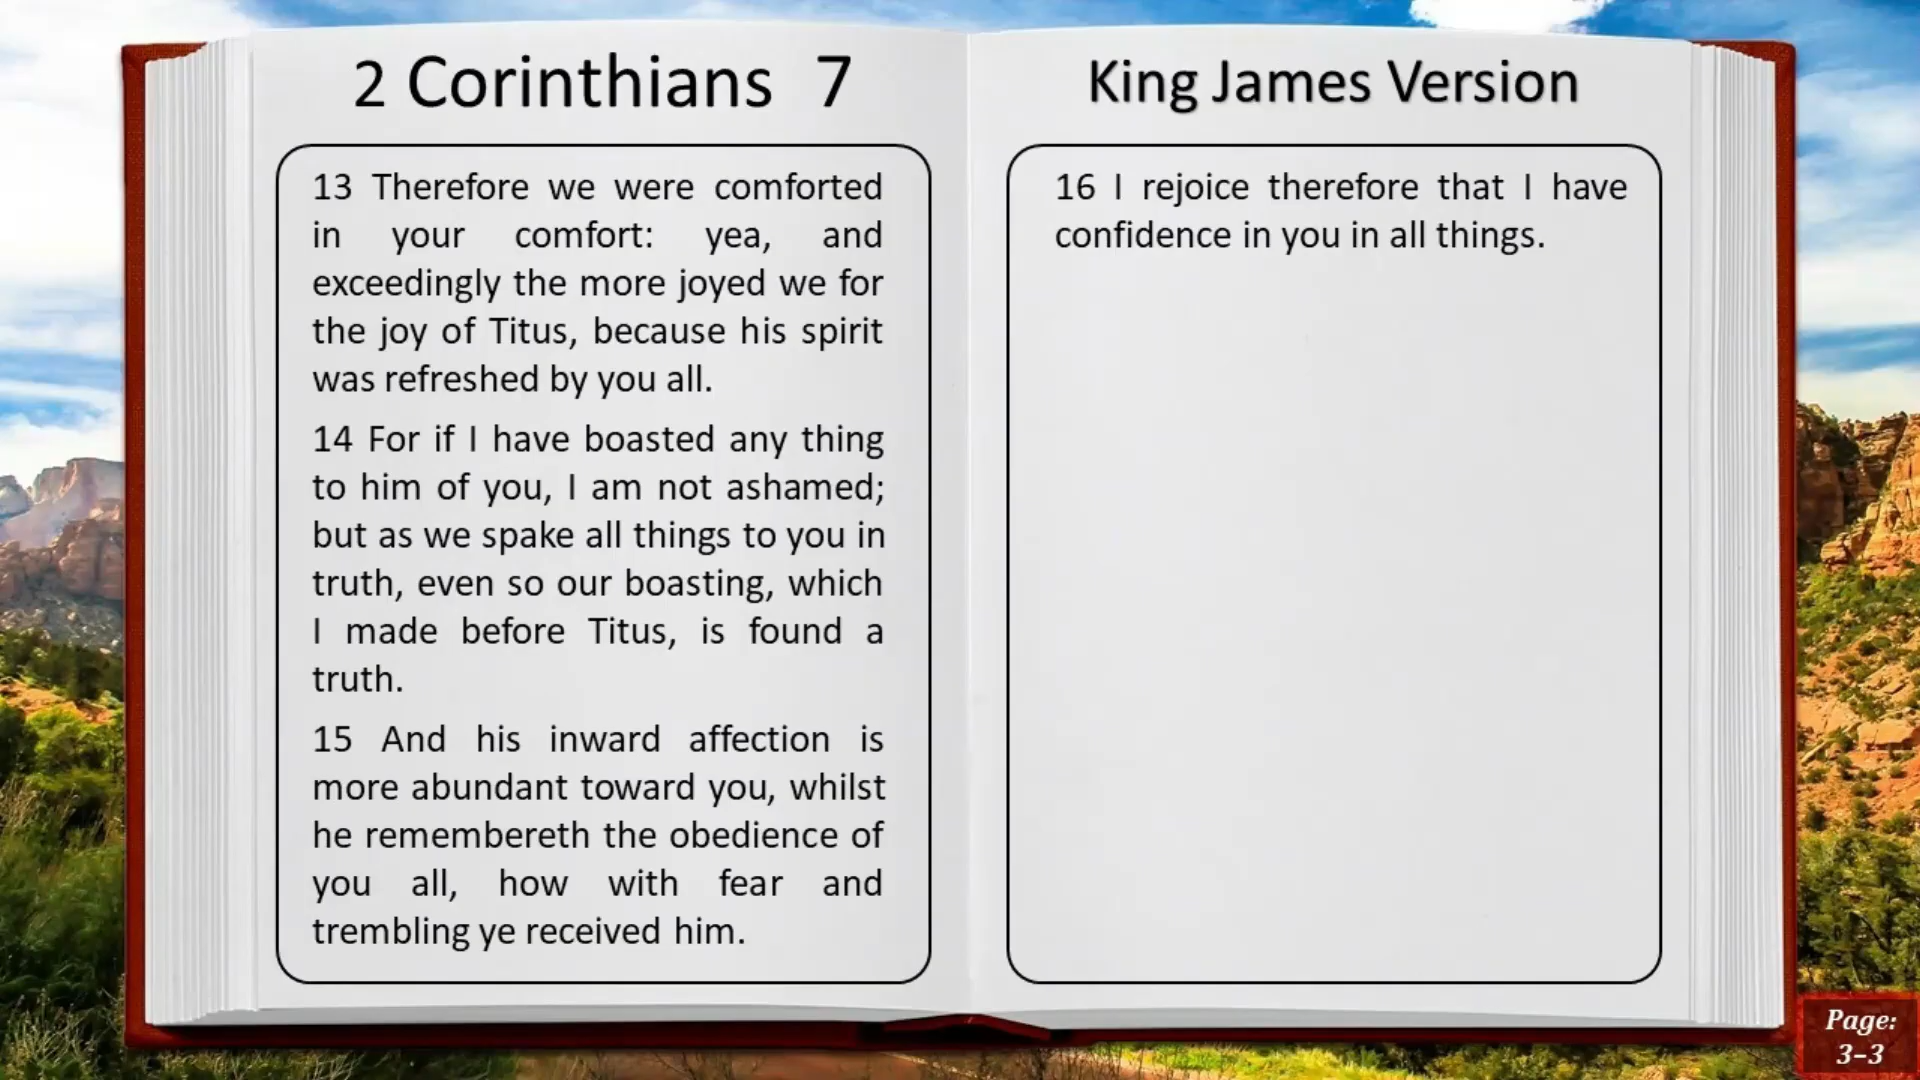 2 Corinthians 7
13 Therefore we were comforted
in your comfort: yea, and
exceedingly the more joyed we for
the joy of Titus, because his spirit
was refreshed by you all.
14 For if I have boasted any thing
to him of you, I am not ashamed;
but as we spake all things to you in
truth, even so our boasting, which
I made before Titus, is found a
truth.
15 And his inward affection is
more abundant toward you, whilst
he remembereth the obedience of
you all, how with fear and
trembling ye received him.
King James Version
16 I rejoice therefore that I have
confidence in you in all things.
Page:
3-3